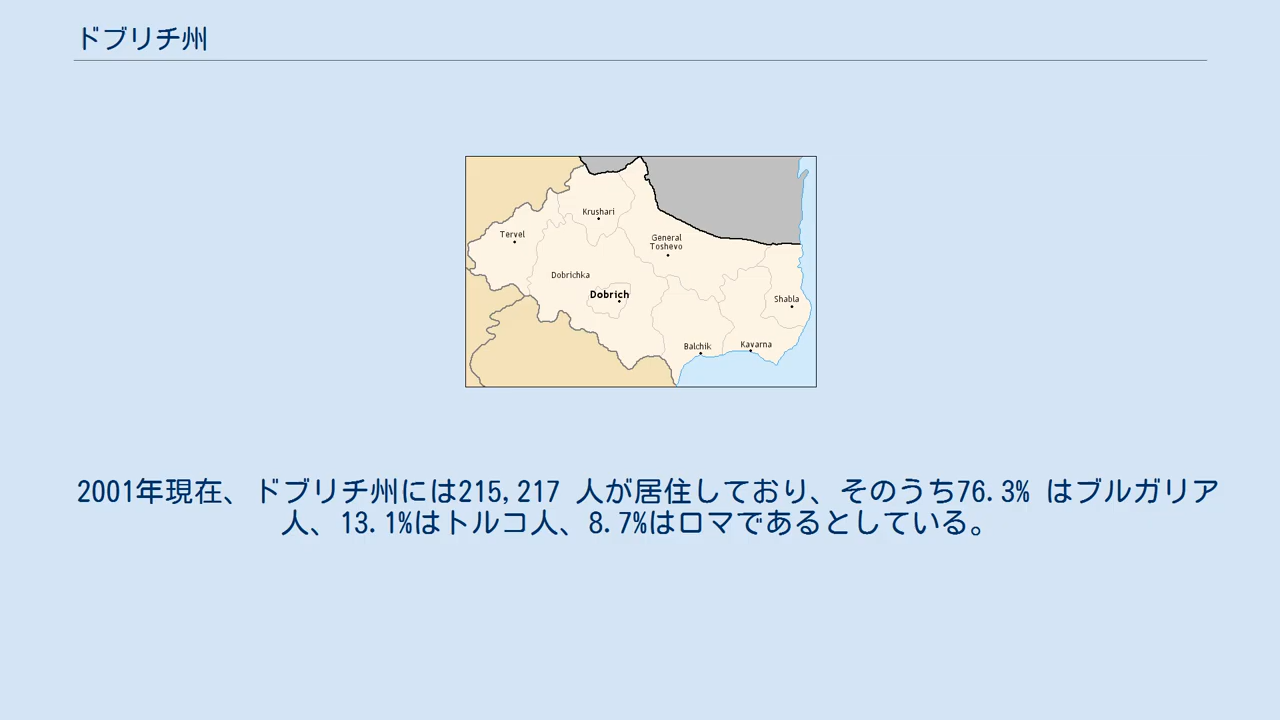 ドブリチ州
Krushari
Tervel
General
Toshevo
Dobrichka
Dobrich
Shabla
Balchik
Kavarna
2001年現在、ドブリチ州には215,217 人が居住しており、そのうち76.3% はブルガリア
人、13.1%はトルコ人、8.7%はロマであるとしている。